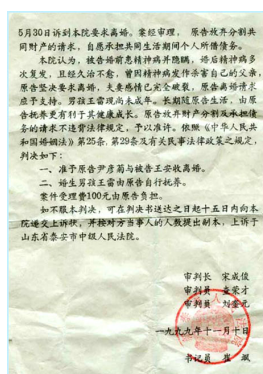 5月30日诉到本院要求离婚。案经审理，原告放弃分割共
同财产的请求，自愿承担共同生活期间个人所借债务。
本院认为，被告婚前患精神病并隐瞒，婚后精神病多
次复发，且经久治不愈，曾因精神病发作杀害自己的父亲，
原告坚决要求离婚，夫妻感情已完全破裂，原告离婚请求
应予支持。男孩王雷现尚未成年。长期随原告生活，由原
告抚养更有利于其健康成长。原告放弃财产分割及承担债
务的请求不违背法律规定，予以准许。依照《中华人民共
和国婚姻法》第25条、第29条及有关民事法律政策之规定，
判决如下：
一、准予原告尹彦菊与被告王安收离婚。
二、婚生男孩王雷由原告自行抚养。
案件受理费100元由原告负担。
如不服本判决，可在判决书送达之日起十五日内向本
院递交上诉状，并按对方当事人的人数提出副本，上诉于
山东省泰安市中级人民法院。
审判长 宋成俊
审判员 荣才
审判员 刘奎元
一九九九年十一月十日
书记员 崔